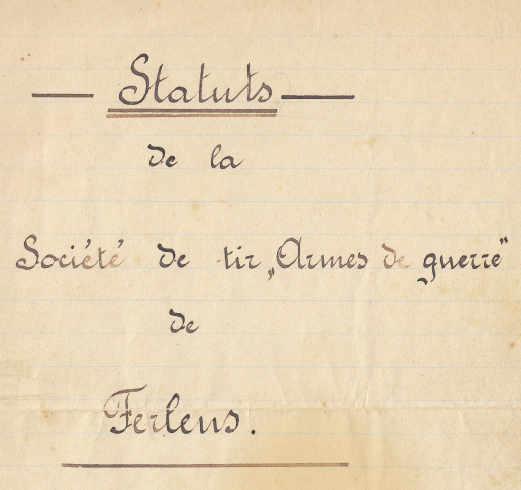 — Statuts —
de la
Société de tir „Armes de guerre"
de
Ferlens.